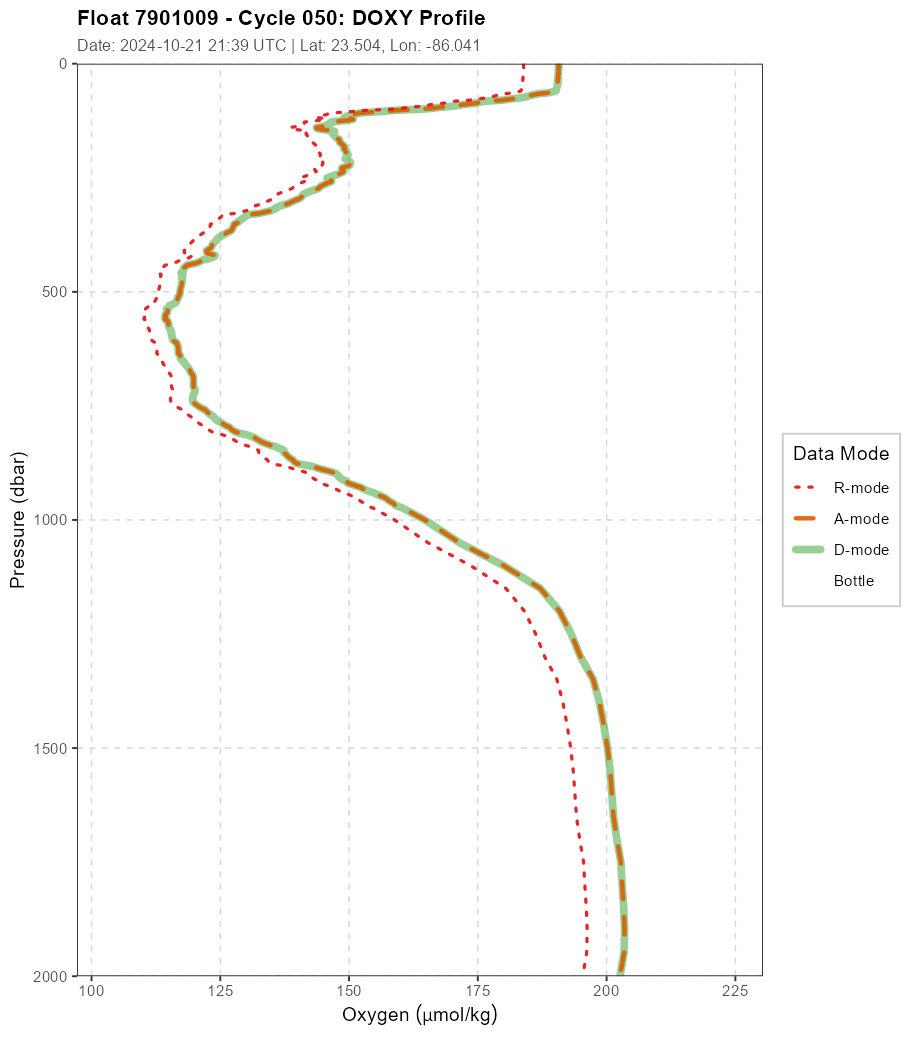 Float 7901009 - Cycle 050: DOXY Profile
Date: 2024-10-21 21:39 UTC | Lat: 23.504, Lon: -86.041
0
500
1000
1500
2000
Pressure (dbar)
100 125 150 175 200 225
Oxygen (μmol/kg)
Data Mode
R-mode
A-mode
D-mode
Bottle